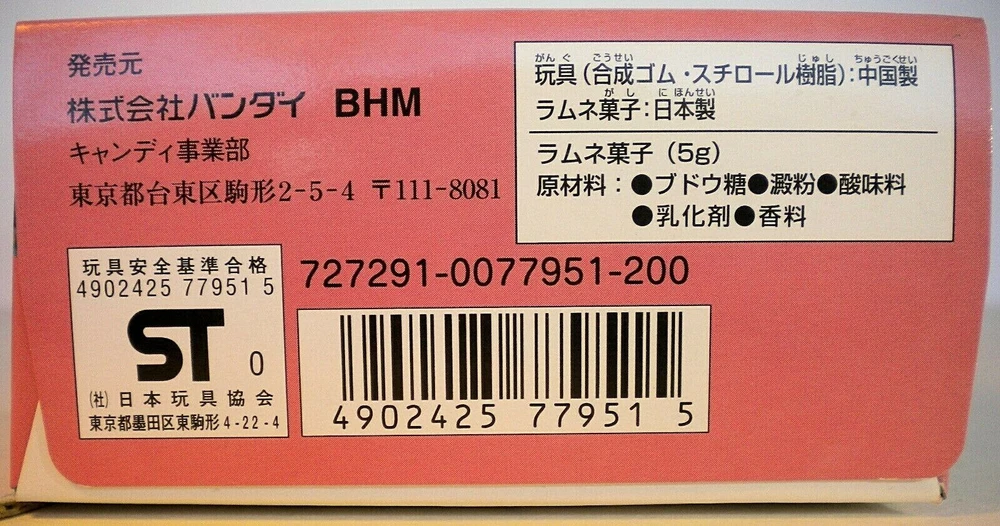 発売元
株式会社バンダイ BHM
キャンディ事業部
東京都台東区駒形2-5-4 〒111-8081
がんぐ ごうせい じゅし ちゅうごくせい
玩具(合成ゴム・スチロール樹脂):中国製
がし にほんせい
ラムネ菓子:日本製
ラムネ菓子(5g)
原材料:●ブドウ糖●澱粉●酸味料
●乳化剤●香料
玩具安全基準合格
4902425 77951 5
ST 0
(社)日本玩具協会
東京都墨田区東駒形4-22-4
727291-0077951-200
4902425 77951 5